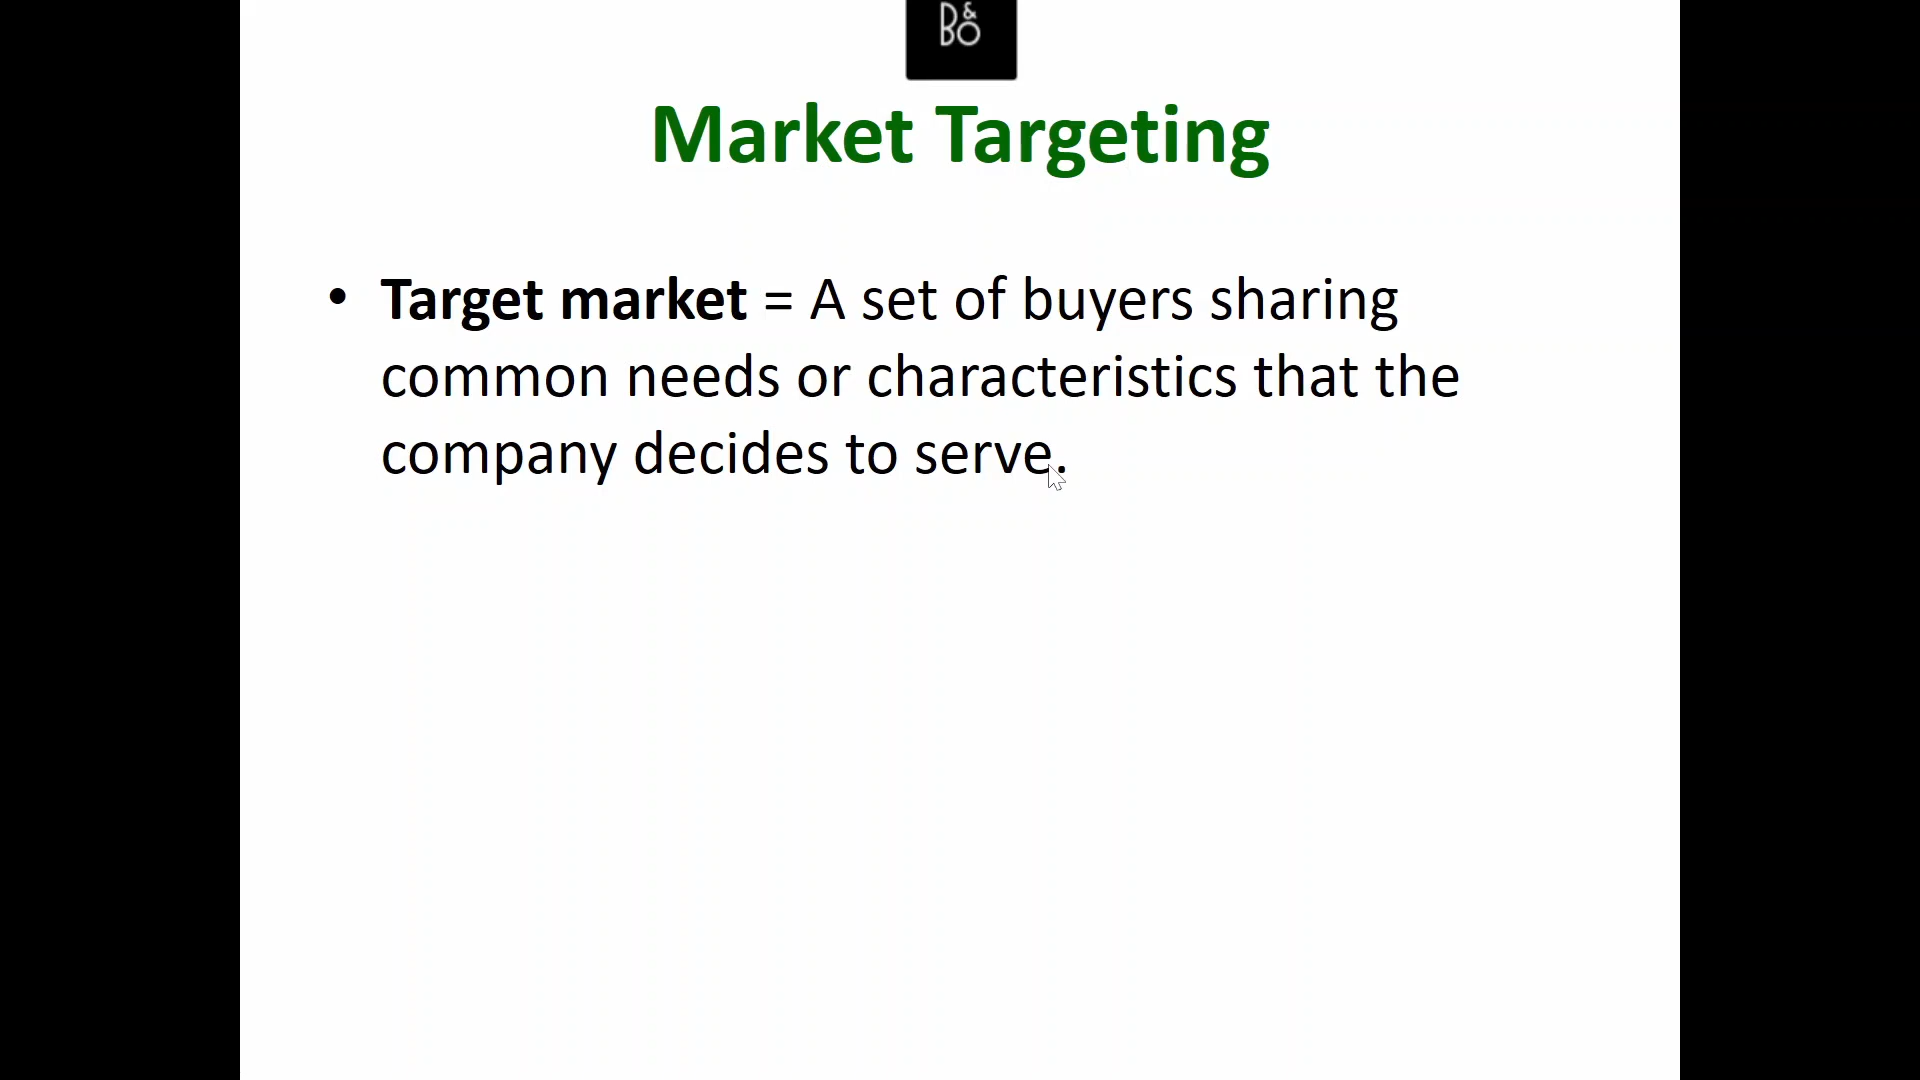 B&O
Market Targeting
• Target market = A set of buyers sharing
common needs or characteristics that the
company decides to serve.